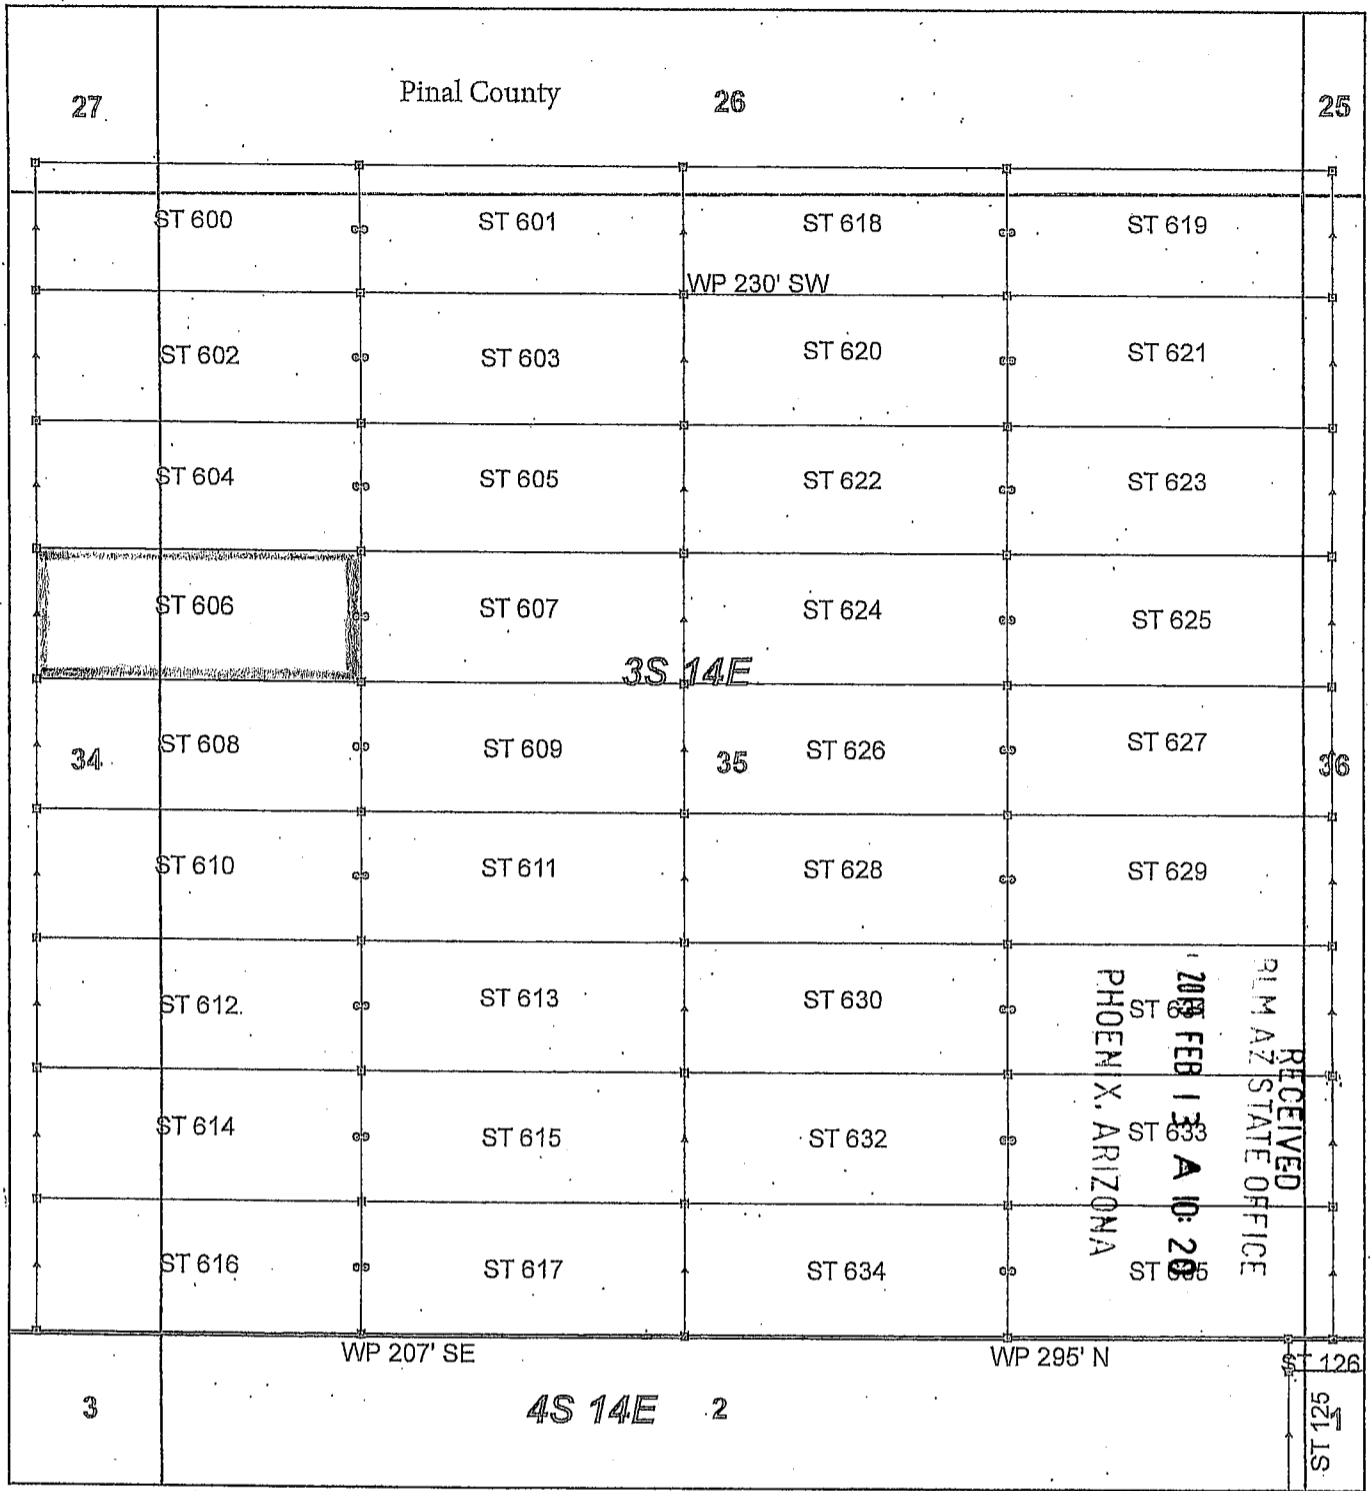 27
Pinal County
26
25
ST 600
ST 601
ST 618
ST 619
WP 230' SW
ST 602
ST 603
ST 620
ST 621
ST 604
ST 605
ST 622
ST 623
ST 606
ST 607
ST 624
ST 625
3S 14E
34
ST 608
ST 609
35
ST 626
ST 627
36
ST 610
ST 611
ST 628
ST 629
ST 612
ST 613
ST 630
ST
ST 614
ST 615
ST 632
ST 633
ST 616
ST 617
ST 634
ST
RECEIVED
BLM AZ STATE OFFICE
FEB 13 A 10: 20
PHOENIX, ARIZONA
WP 207' SE
WP 295' N
ST 126
3
4S 14E
2
ST 125
1